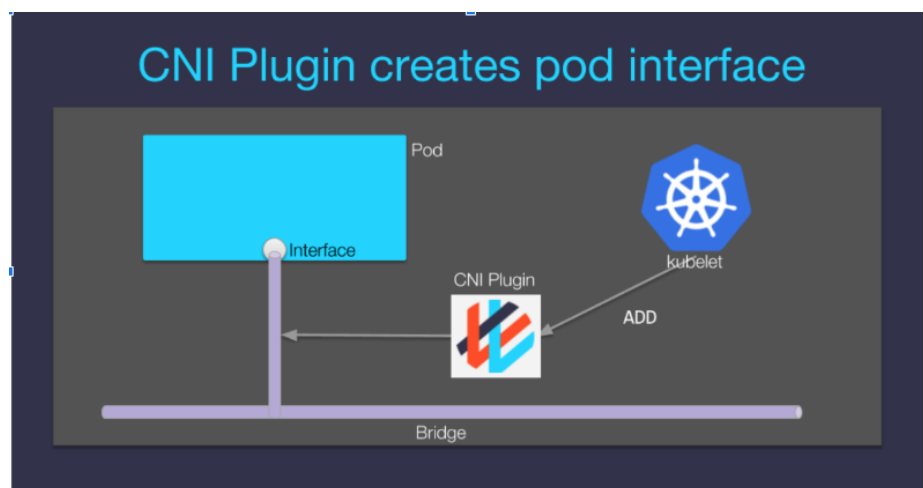 CNI Plugin creates pod interface
Pod
Interface
kubelet
CNI Plugin
ADD
Bridge